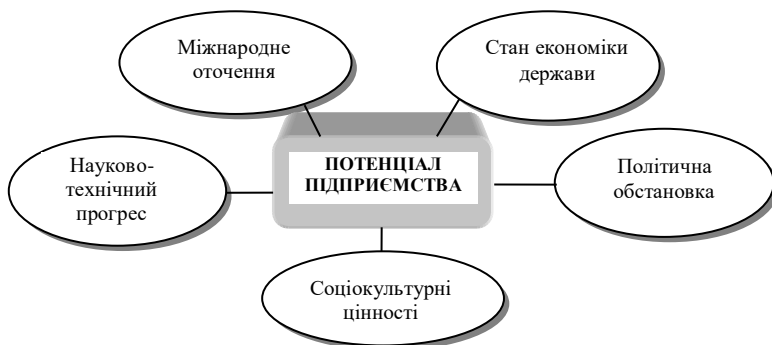 Міжнародне
оточення
Стан економіки
держави
Науково-
технічний
прогрес
ПОТЕНЦІАЛ
ПІДПРИЄМСТВА
Політична
обстановка
Соціокультурні
цінності